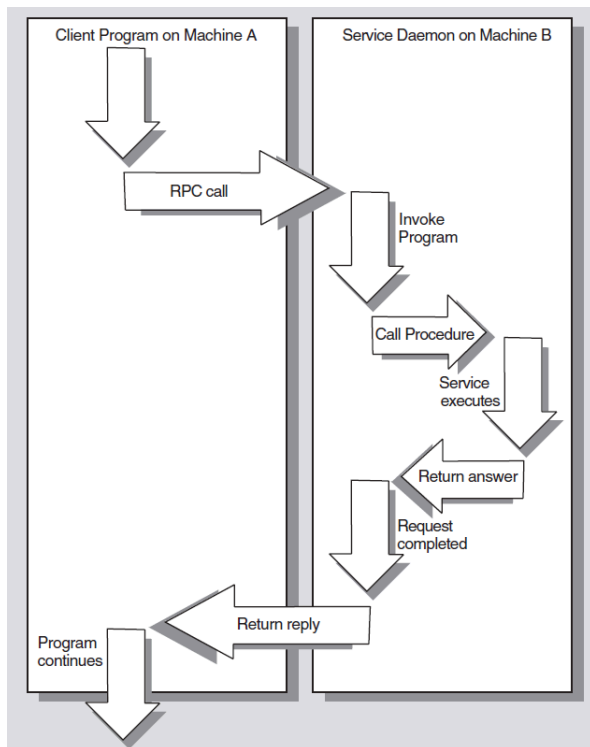 Client Program on Machine A
Service Daemon on Machine B
RPC call
Invoke
Program
Call Procedure
Service
executes
Return answer
Request
completed
Return reply
Program
continues